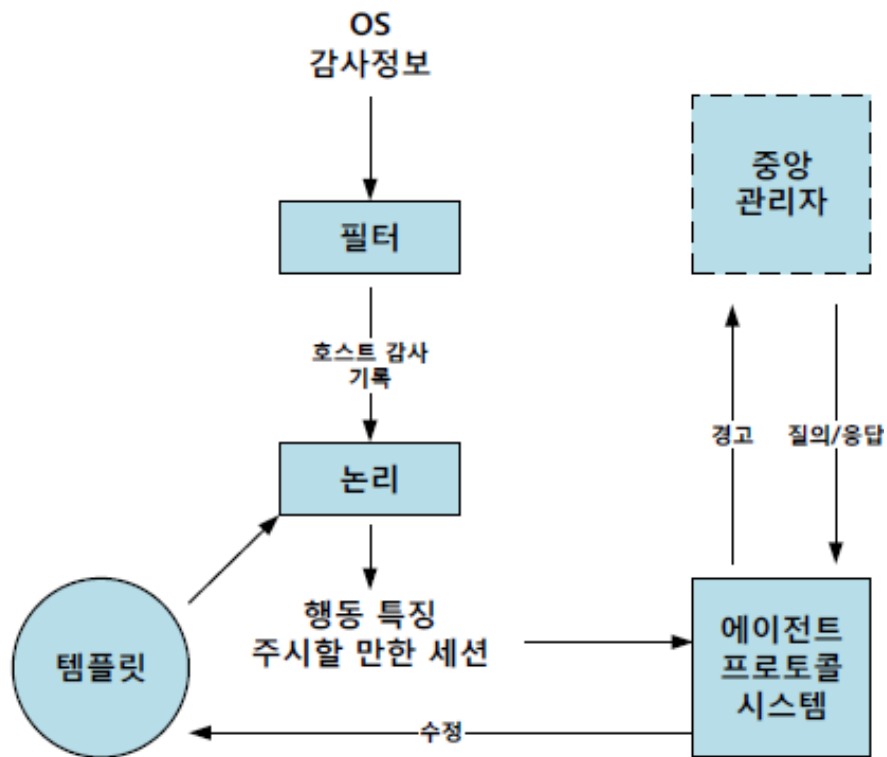 OS
감사정보
중앙
관리자
필터
호스트 감사
기록
경고
질의/응답
논리
행동 특징
주시할 만한 세션
템플릿
에이전트
프로토콜
시스템
수정